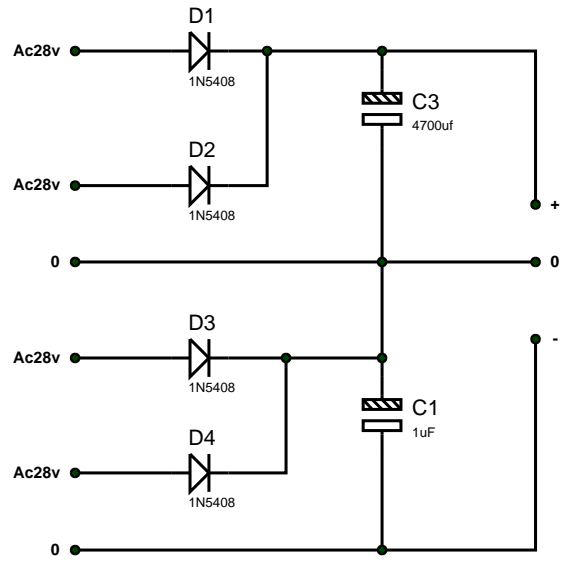 D1
Ac28v
1N5408
C3
4700uf
D2
Ac28v
1N5408
+
0
0
D3
Ac28v
1N5408
-
C1
1uF
D4
Ac28v
1N5408
0